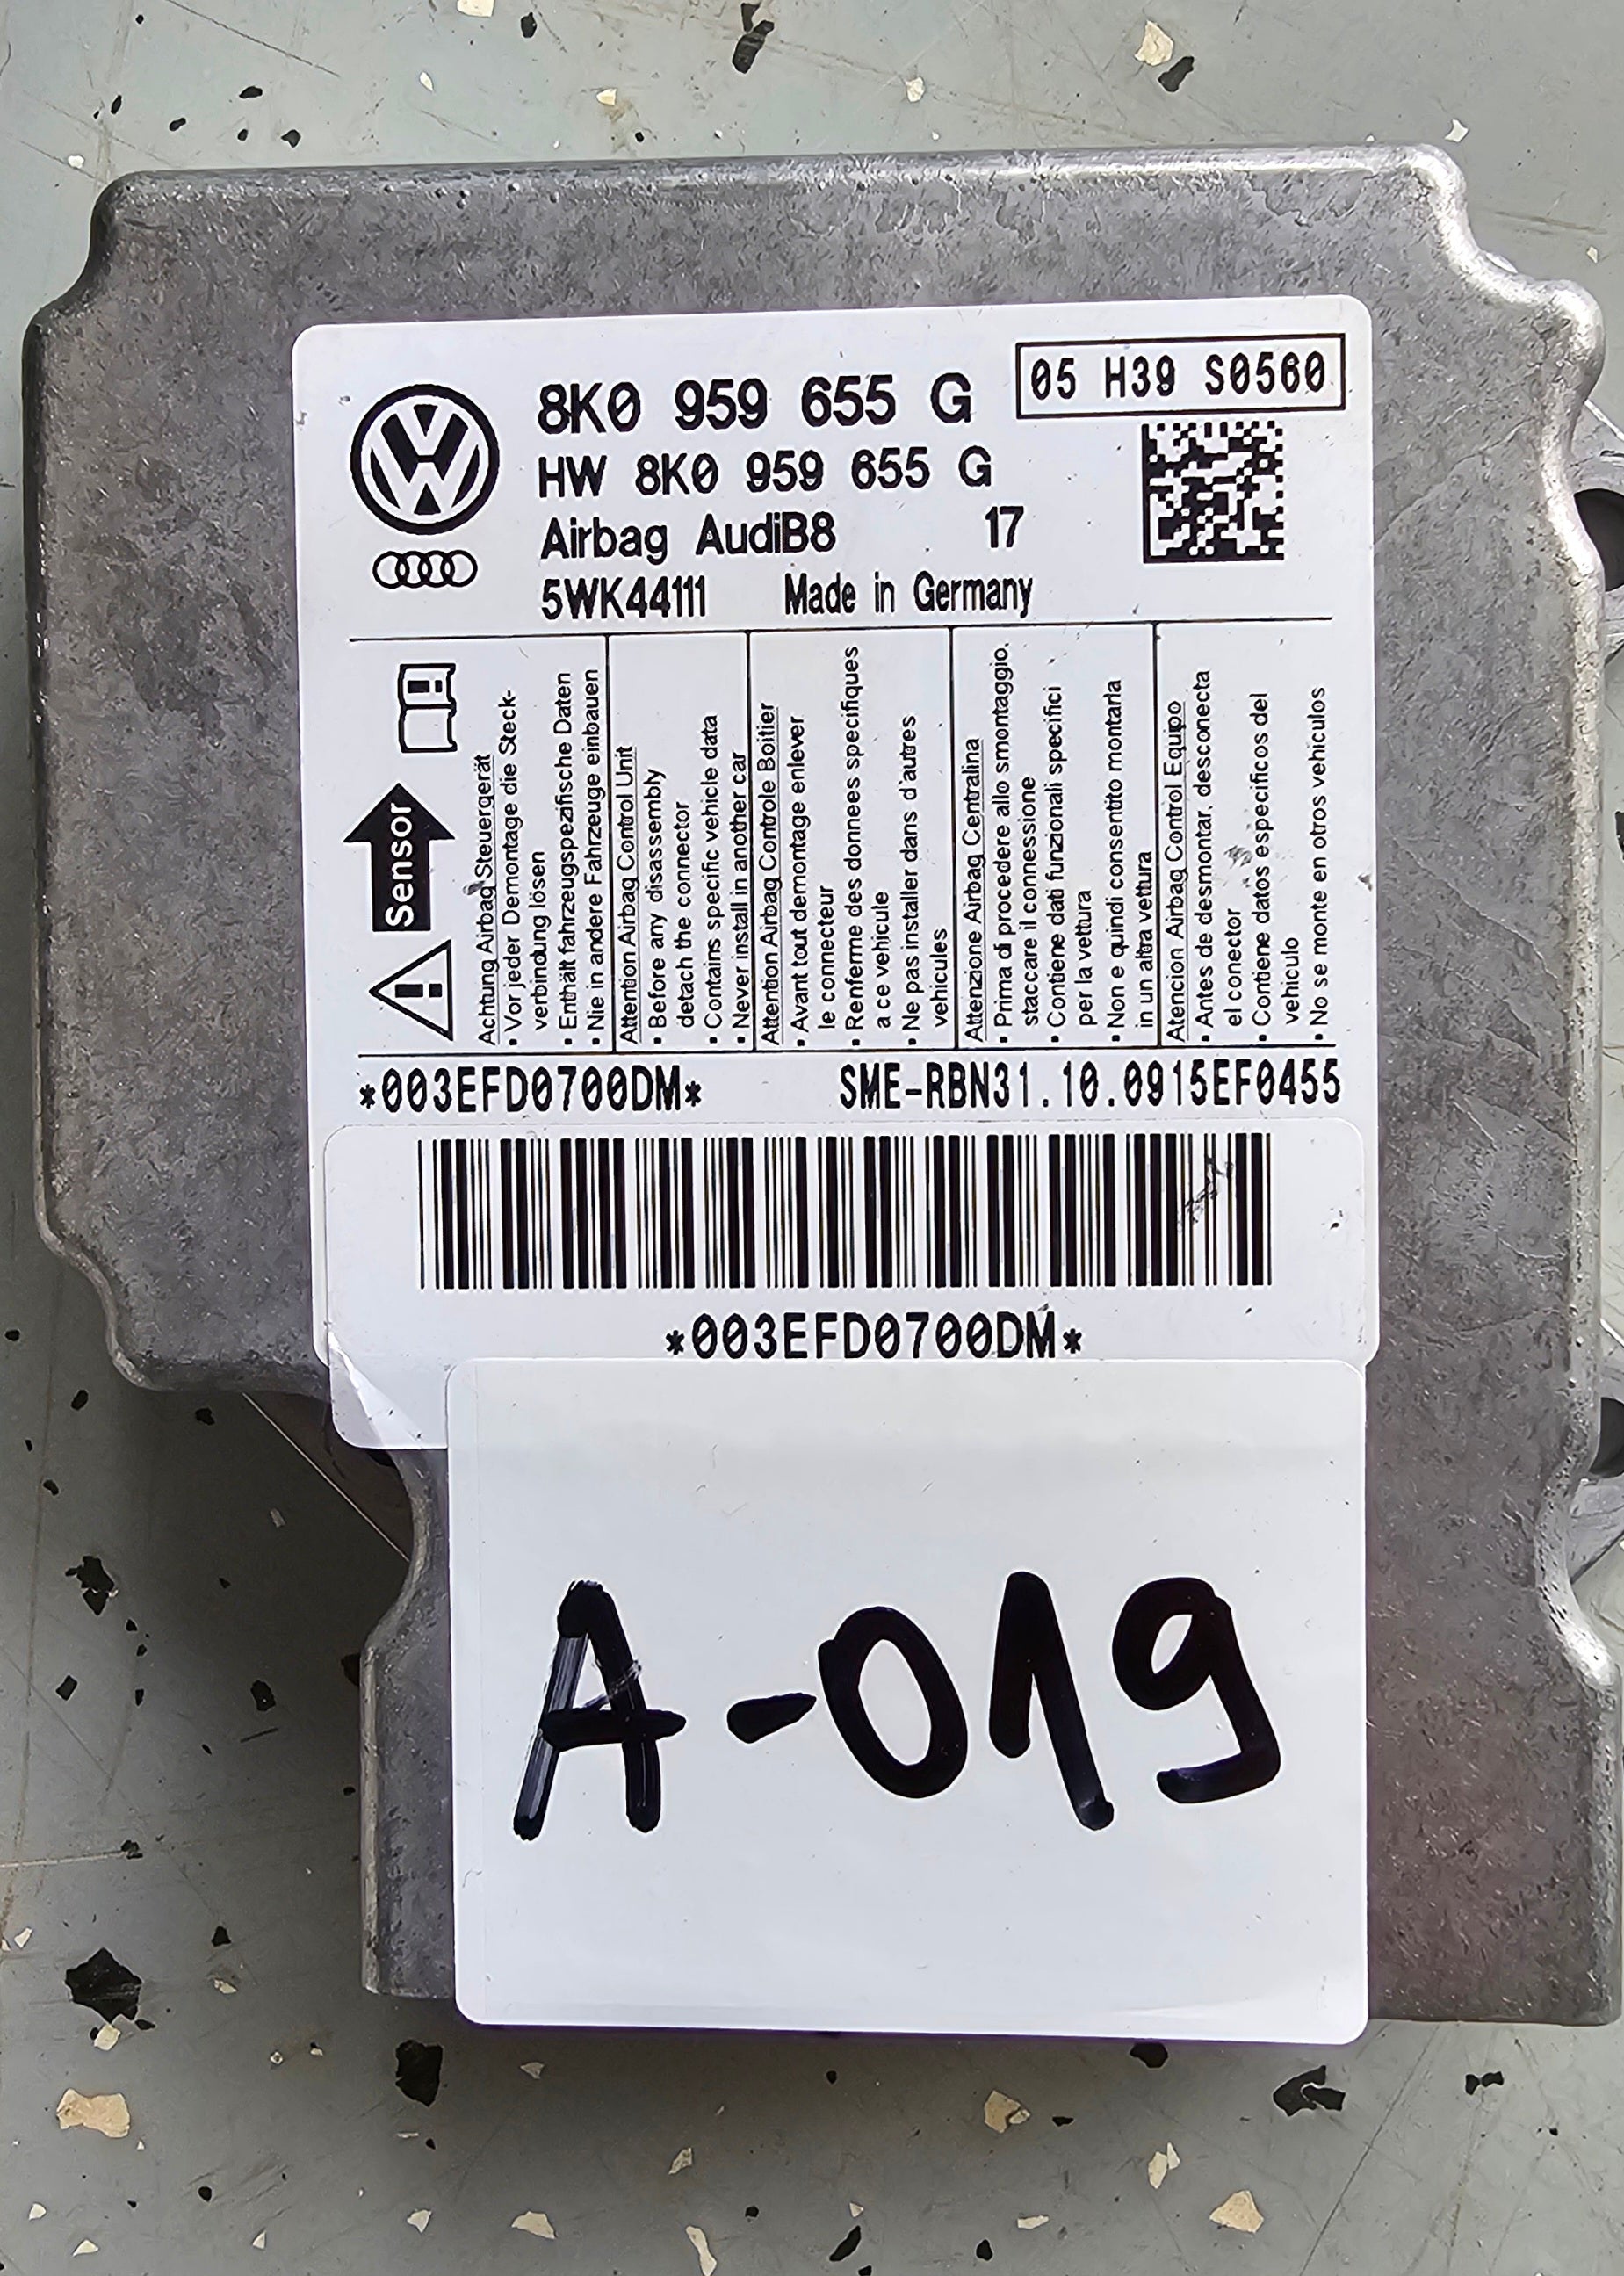 05 H39 S0560
8K0 959 655 G
HW 8K0 959 655 G
Airbag AudiB8 17
5WK44111 Made in Germany
Sensor
Achtung Airbag Steuergerät
• Vor jeder Demontage die Steck-
verbindung lösen
• Enthält fahrzeugspezifische Daten
• Nie in andere Fahrzeuge einbauen
Attention Airbag Control Unit
• Before any disassembly
detach the connector
• Contains specific vehicle data
• Never install in another car
Attention Airbag Controle Boitier
• Avant tout demontage enlever
le connecteur
• Renferme des donnees specifiques
a ce vehicule
• Ne pas installer dans d'autres
vehicules
Attenzione Airbag Centralina
• Prima di procedere allo smontaggio.
staccare il connessione
• Contiene dati funzionali specifici
per la vettura
• Non e quindi consentito montarla
in un altra vettura
Atencion Airbag Control Equipo
• Antes de desmontar. desconecta
el conector
• Contiene datos especificos del
vehiculo
• No se monte en otros vehiculos
*003EFD0700DM* SME-RBN31.10.0915EF0455
*003EFD0700DM*
A-019